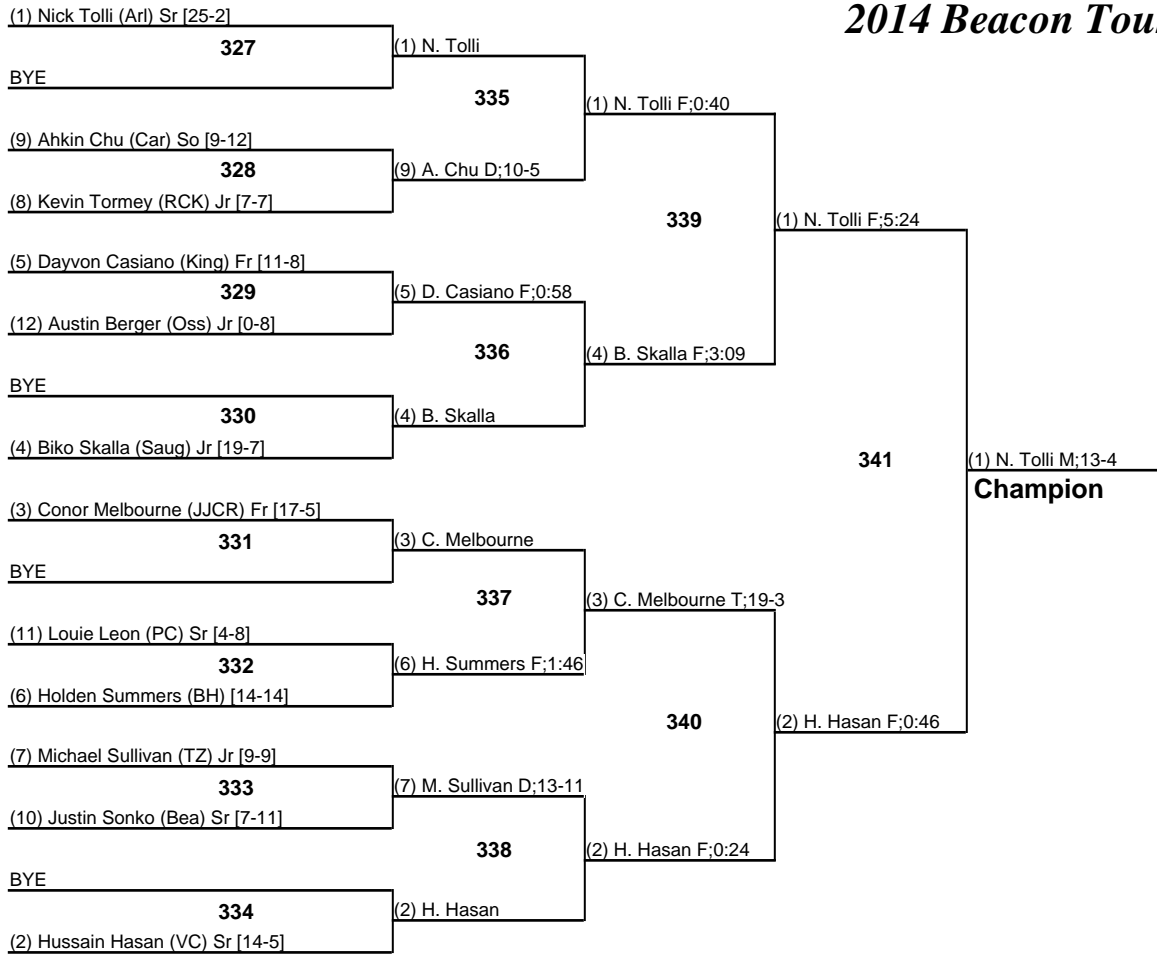 2014 Beacon Tou
(1) Nick Tolli (Arl) Sr [25-2]
327
BYE
(1) N. Tolli
335
(9) Ahkin Chu (Car) So [9-12]
328
(8) Kevin Tormey (RCK) Jr [7-7]
(9) A. Chu D;10-5
(1) N. Tolli F;0:40
339
(5) Dayvon Casiano (King) Fr [11-8]
329
(12) Austin Berger (Oss) Jr [0-8]
(5) D. Casiano F;0:58
336
BYE
330
(4) Biko Skalla (Saug) Jr [19-7]
(4) B. Skalla
(4) B. Skalla F;3:09
(1) N. Tolli F;5:24
341
(1) N. Tolli M;13-4
Champion
(3) Conor Melbourne (JJCR) Fr [17-5]
331
BYE
(3) C. Melbourne
337
(11) Louie Leon (PC) Sr [4-8]
332
(6) Holden Summers (BH) [14-14]
(6) H. Summers F;1:46
(3) C. Melbourne T;19-3
340
(2) H. Hasan F;0:46
(7) Michael Sullivan (TZ) Jr [9-9]
333
(10) Justin Sonko (Bea) Sr [7-11]
(7) M. Sullivan D;13-11
338
BYE
334
(2) Hussain Hasan (VC) Sr [14-5]
(2) H. Hasan
(2) H. Hasan F;0:24